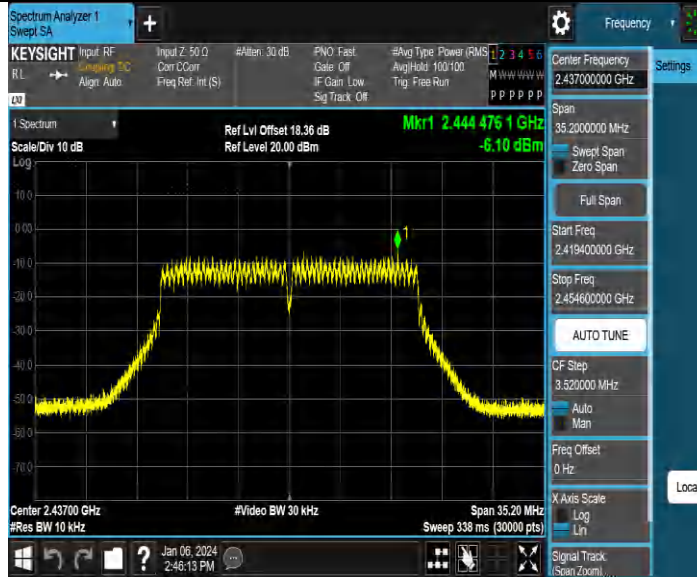 Spectrum Analyzer 1
Swept SA
+
Frequency
KEYSIGHT
Input: RF
Coupling: DC
Align: Auto
Input Z: 50 Ω
Corr CCorr
Freq Ref: Int (S)
#Atten: 30 dB
PNO: Fast
Gate: Off
IF Gain: Low
Sig Track: Off
#Avg Type: Power (RMS)
Avg|Hold: 100/100
Trig: Free Run
1 2 3 4 5 6
M W W W W W
P P P P P P
R L
LXI
1 Spectrum
Scale/Div 10 dB
Ref Lvl Offset 18.36 dB
Ref Level 20.00 dBm
Mkr1 2.444 476 1 GHz
-6.10 dBm
Log
10.0
0.00
-10.0
-20.0
-30.0
-40.0
-50.0
-60.0
-70.0
1
Center 2.43700 GHz
#Res BW 10 kHz
#Video BW 30 kHz
Span 35.20 MHz
Sweep 338 ms (30000 pts)
?
Jan 06, 2024
2:46:13 PM
Center Frequency
2.437000000 GHz
Settings
Span
35.2000000 MHz
Swept Span
Zero Span
Full Span
Start Freq
2.419400000 GHz
Stop Freq
2.454600000 GHz
AUTO TUNE
CF Step
3.520000 MHz
Auto
Man
Freq Offset
0 Hz
X Axis Scale
Log
Lin
Loca
Signal Track
(Span Zoom)